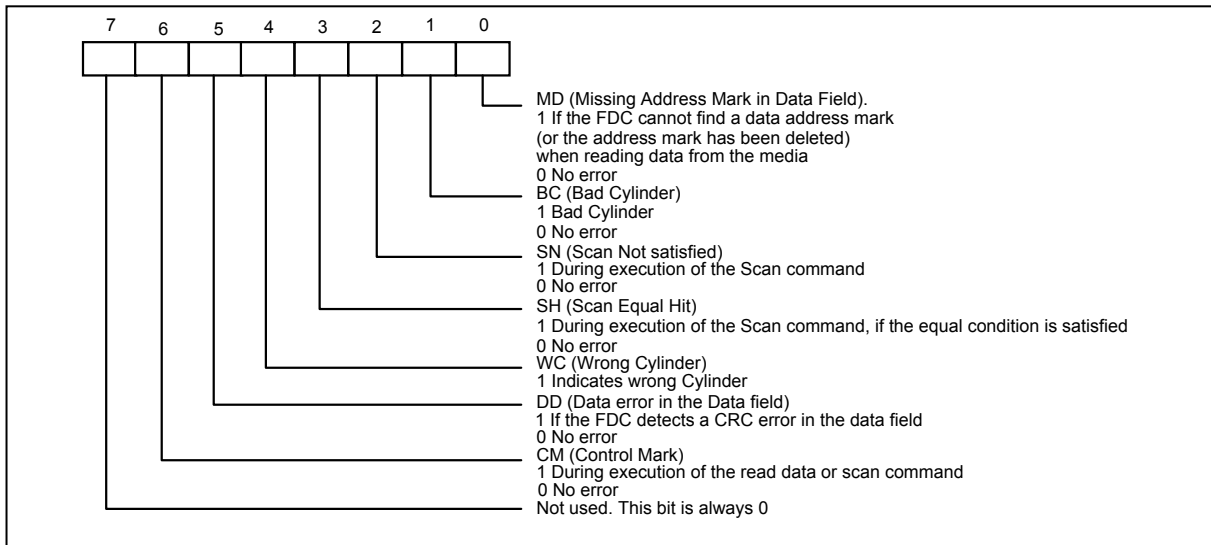 7 6 5 4 3 2 1 0
MD (Missing Address Mark in Data Field).
1 If the FDC cannot find a data address mark
(or the address mark has been deleted)
when reading data from the media
0 No error
BC (Bad Cylinder)
1 Bad Cylinder
0 No error
SN (Scan Not satisfied)
1 During execution of the Scan command
0 No error
SH (Scan Equal Hit)
1 During execution of the Scan command, if the equal condition is satisfied
0 No error
WC (Wrong Cylinder)
1 Indicates wrong Cylinder
DD (Data error in the Data field)
1 If the FDC detects a CRC error in the data field
0 No error
CM (Control Mark)
1 During execution of the read data or scan command
0 No error
Not used. This bit is always 0